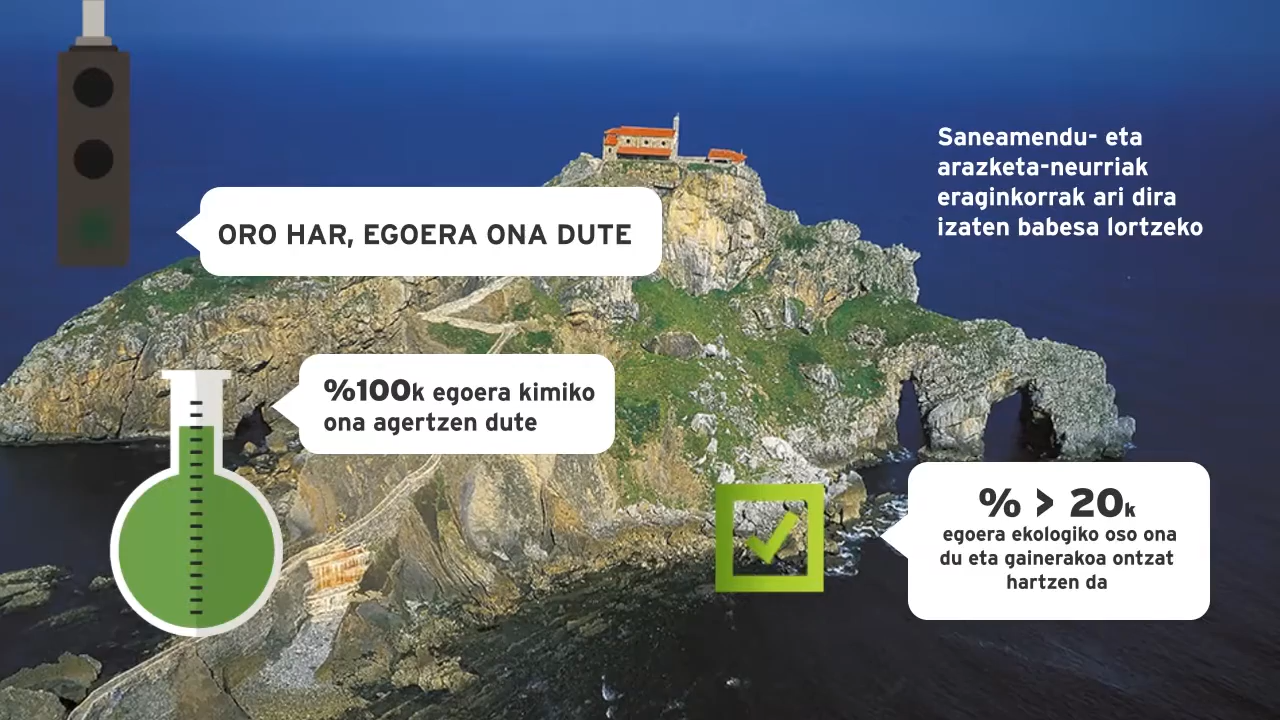 Saneamendu- eta
arazketa-neurriak
eraginkorrak ari dira
izaten babesa lortzeko
ORO HAR, EGOERA ONA DUTE
%100k egoera kimiko
ona agertzen dute
% > 20k
egoera ekologiko oso ona
du eta gainerakoa ontzat
hartzen da